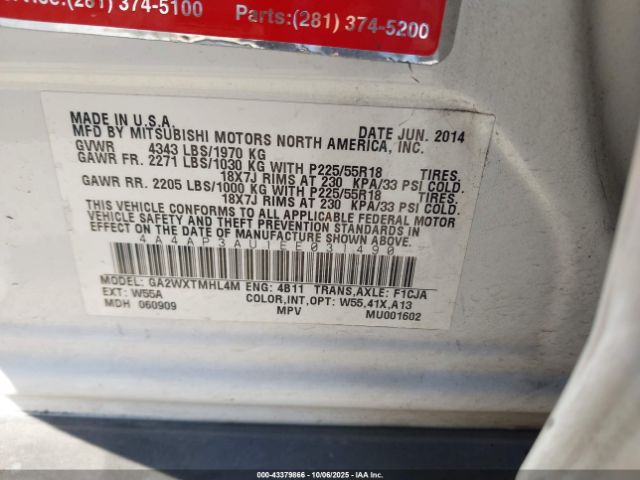 (281) 374-5100 Parts:(281) 374-5200
MADE IN U.S.A. DATE JUN. 2014
MFD BY MITSUBISHI MOTORS NORTH AMERICA, INC.
GVWR 4343 LBS/1970 KG
GAWR FR. 2271 LBS/1030 KG WITH P225/55R18 TIRES,
18X7J RIMS AT 230 KPA/33 PSI COLD.
GAWR RR. 2205 LBS/1000 KG WITH P225/55R18 TIRES,
18X7J RIMS AT 230 KPA/33 PSI COLD.
THIS VEHICLE CONFORMS TO ALL APPLICABLE FEDERAL MOTOR
VEHICLE SAFETY AND THEFT PREVENTION STANDARDS IN
EFFECT ON THE DATE OF MANUFACTURE SHOWN ABOVE.
4A4AP3AU1EE031490
MODEL: GA2WXTMHL4M ENG: 4B11 TRANS,AXLE: F1CJA
EXT: W55A COLOR,INT,OPT: W55,41X,A13
MDH 060909 MPV MU001602
000-43379866 | 10/06/2025 | IAA Inc.